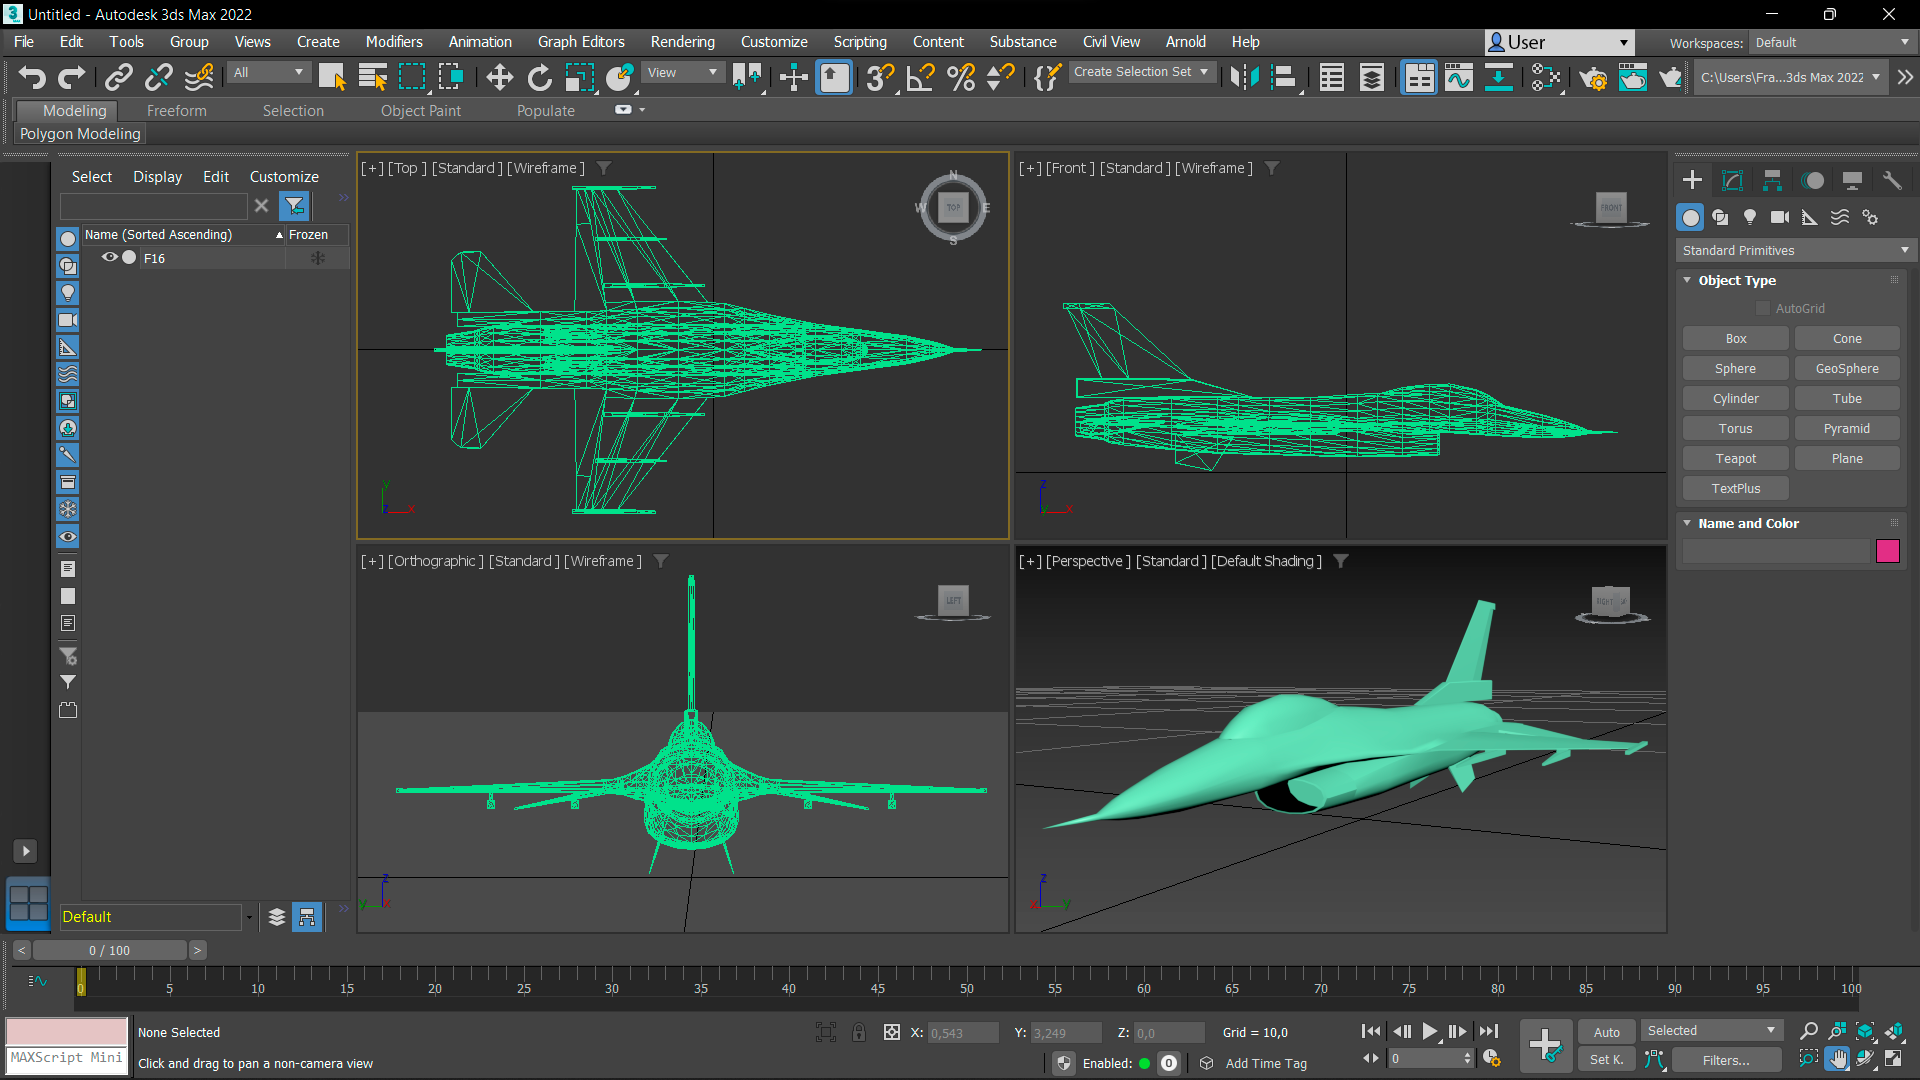 Untitled - Autodesk 3ds Max 2022
File Edit Tools Group Views Create Modifiers Animation Graph Editors Rendering Customize Scripting Content Substance Civil View Arnold Help User Workspaces: Default
All View Create Selection Set C:\Users\Fra...3ds Max 2022
Modeling Freeform Selection Object Paint Populate
Polygon Modeling
Select Display Edit Customize
Name (Sorted Ascending) Frozen
F16
Default
[+] [Top ] [Standard ] [Wireframe ]
N
W TOP E
S
y
z x
[+] [Front ] [Standard ] [Wireframe ]
FRONT
z
y x
[+] [Orthographic ] [Standard ] [Wireframe ]
LEFT
z
y x
[+] [Perspective ] [Standard ] [Default Shading ]
RIGHT
z
x y
Standard Primitives
Object Type
AutoGrid
Box Cone
Sphere GeoSphere
Cylinder Tube
Torus Pyramid
Teapot Plane
TextPlus
Name and Color
< 0 / 100 >
0 5 10 15 20 25 30 35 40 45 50 55 60 65 70 75 80 85 90 95 100
MAXScript Mini
None Selected
Click and drag to pan a non-camera view
X: 0,543 Y: 3,249 Z: 0,0 Grid = 10,0
Enabled: 0 Add Time Tag
0
Auto Selected
Set K. Filters...